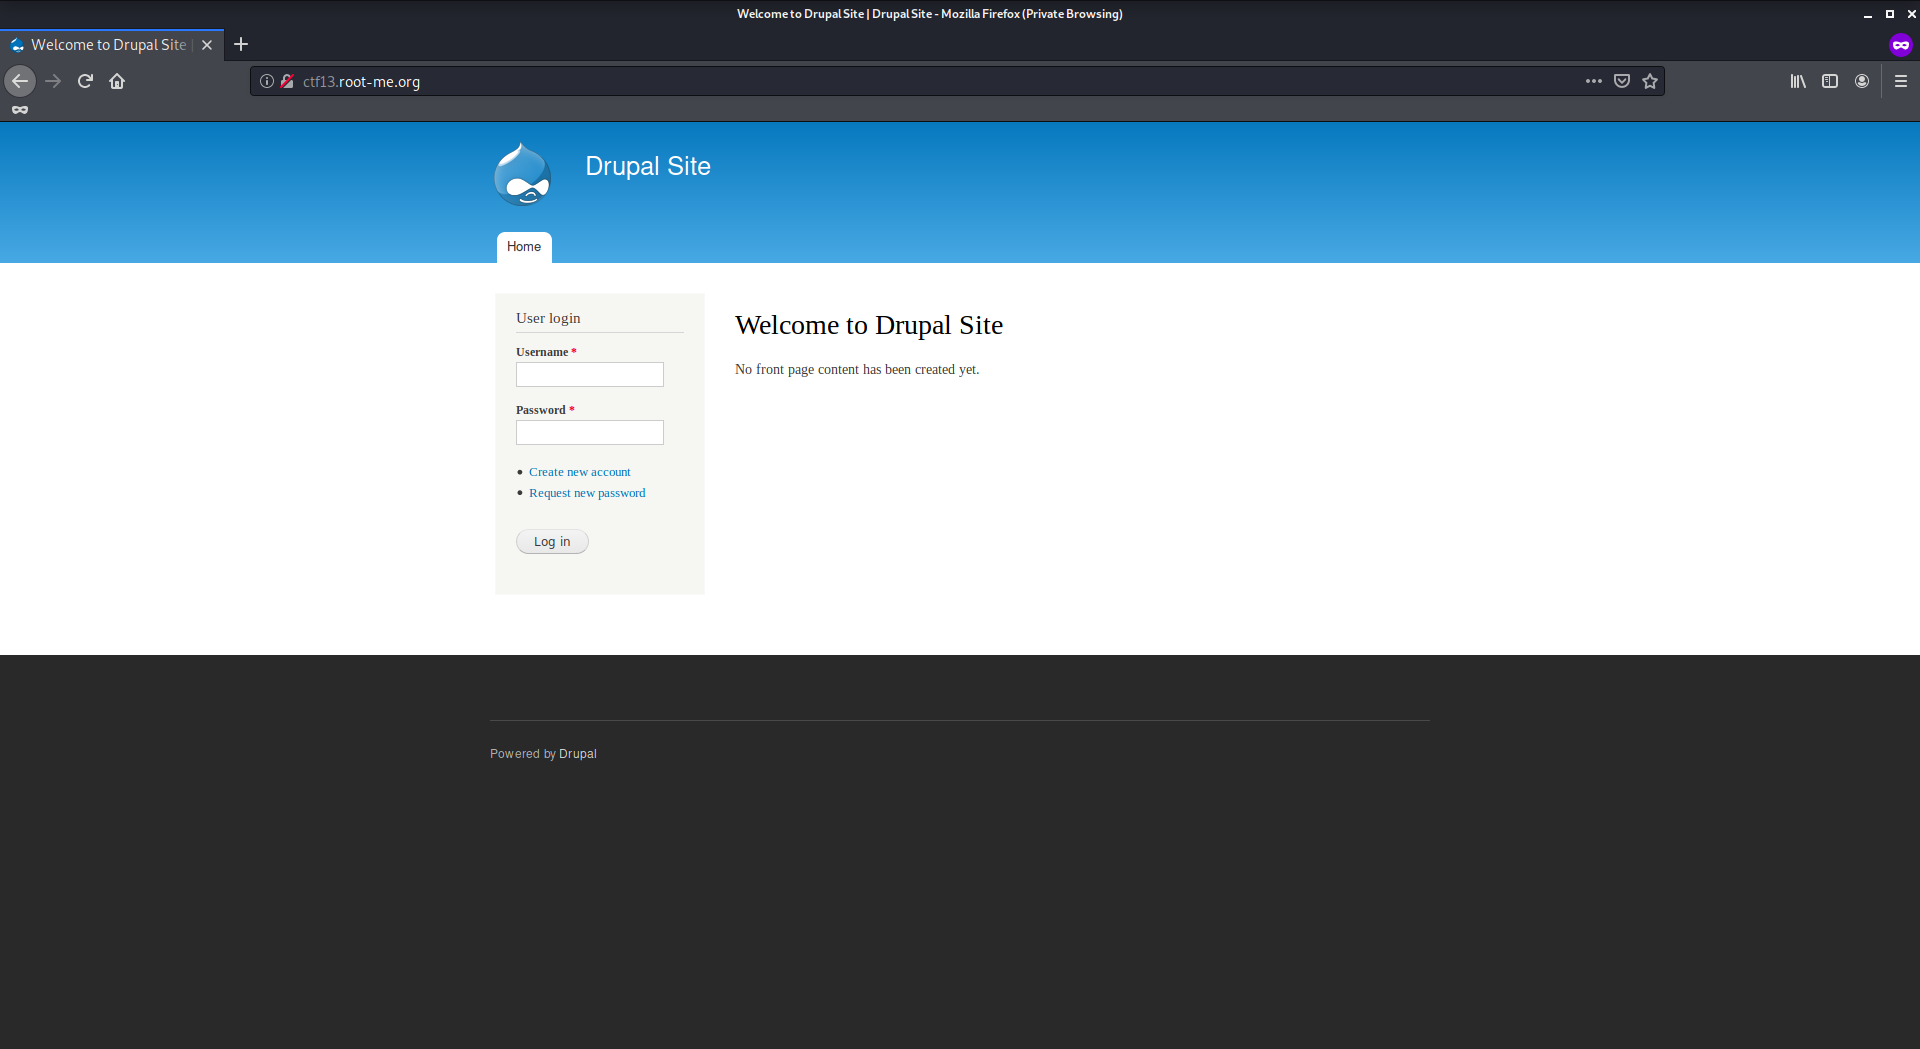 Welcome to Drupal Site | Drupal Site - Mozilla Firefox (Private Browsing)
Welcome to Drupal Site |
ctf13.root-me.org
Drupal Site
Home
User login
Username *
Password *
Create new account
Request new password
Log in
Welcome to Drupal Site
No front page content has been created yet.
Powered by Drupal